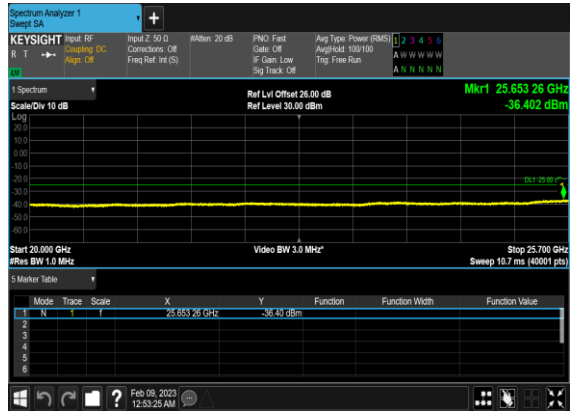 Spectrum Analyzer 1
Swept SA
+
KEYSIGHT Input: RF Input Z: 50 Ω #Atten: 20 dB PNO: Fast Avg Type: Power (RMS) 1 2 3 4 5 6
R T Coupling: DC Corrections: Off Gate: Off Avg|Hold: 100/100 A W W W W W
Align: Off Freq Ref: Int (S) IF Gain: Low Trig: Free Run
Sig Track: Off A N N N N N
1 Spectrum Ref Lvl Offset 26.00 dB Mkr1 25.653 26 GHz
Scale/Div 10 dB Ref Level 30.00 dBm -36.402 dBm
Log
20.0
10.0
0.00
-10.0
-20.0
-30.0
-40.0
-50.0
-60.0
Start 20.000 GHz Video BW 3.0 MHz* Stop 25.700 GHz
#Res BW 1.0 MHz Sweep 10.7 ms (40001 pts)
5 Marker Table
Mode Trace Scale X Y Function Function Width Function Value
1 N 1 f 25.653 26 GHz -36.40 dBm
2
3
4
5
6
? Feb 09, 2023
12:53:25 AM